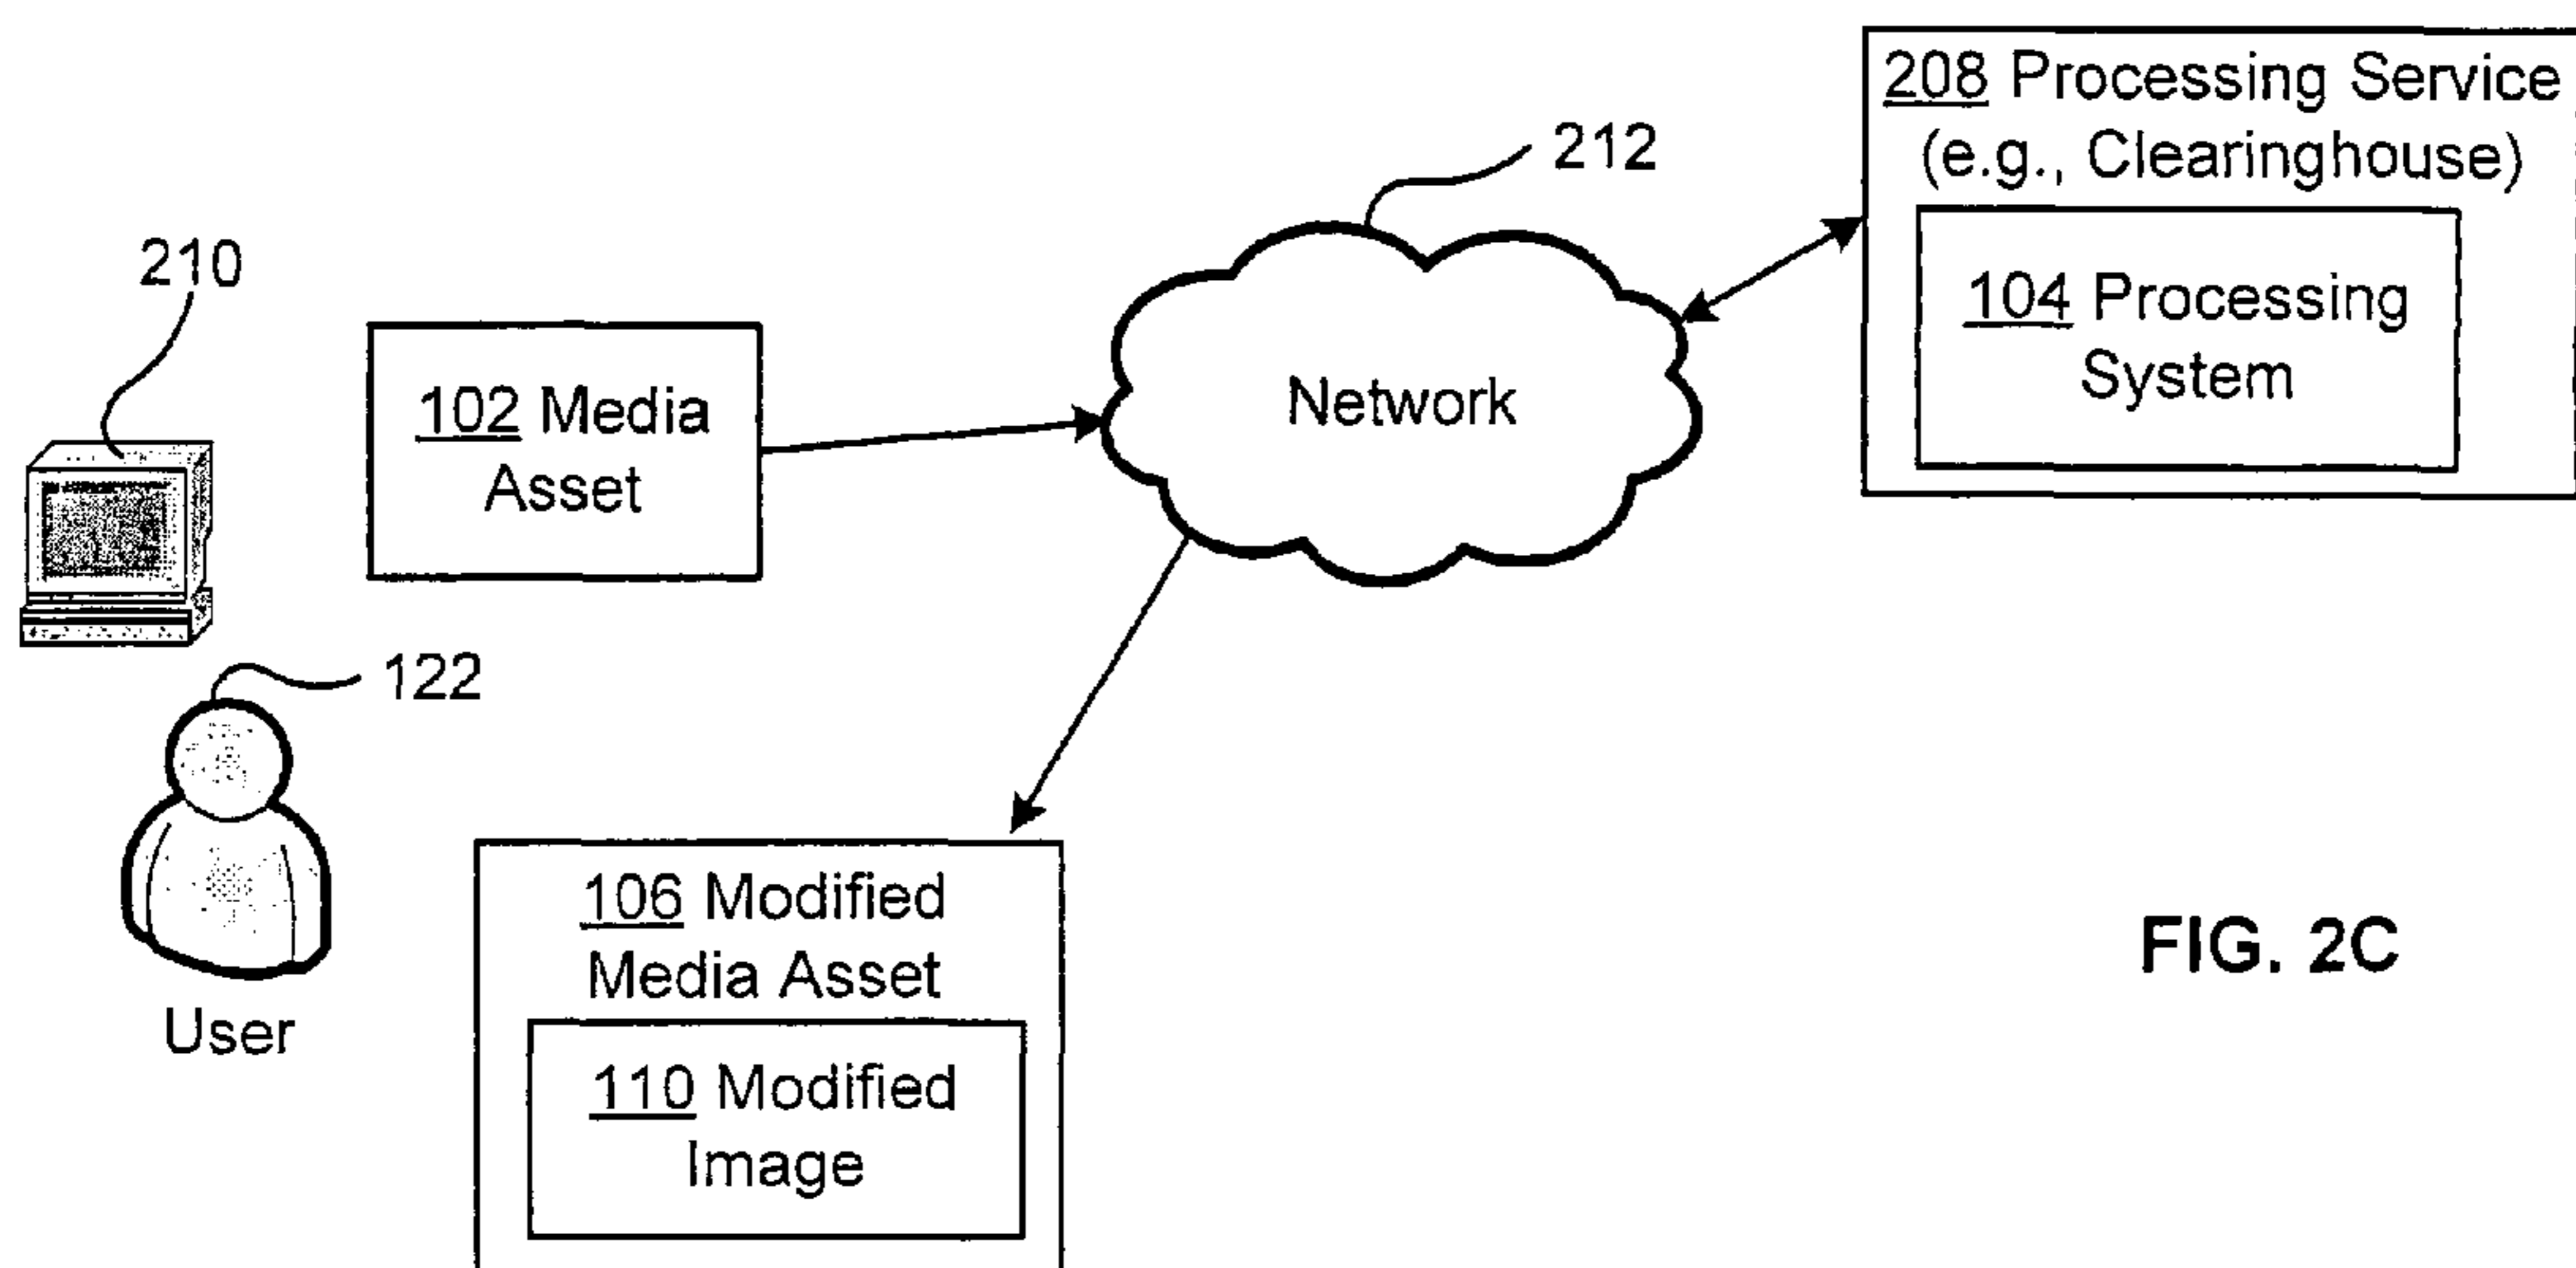 208 Processing Service
(e.g., Clearinghouse)
212
104 Processing
System
210
102 Media
Asset
Network
122
User
106 Modified
Media Asset
110 Modified
Image
FIG. 2C